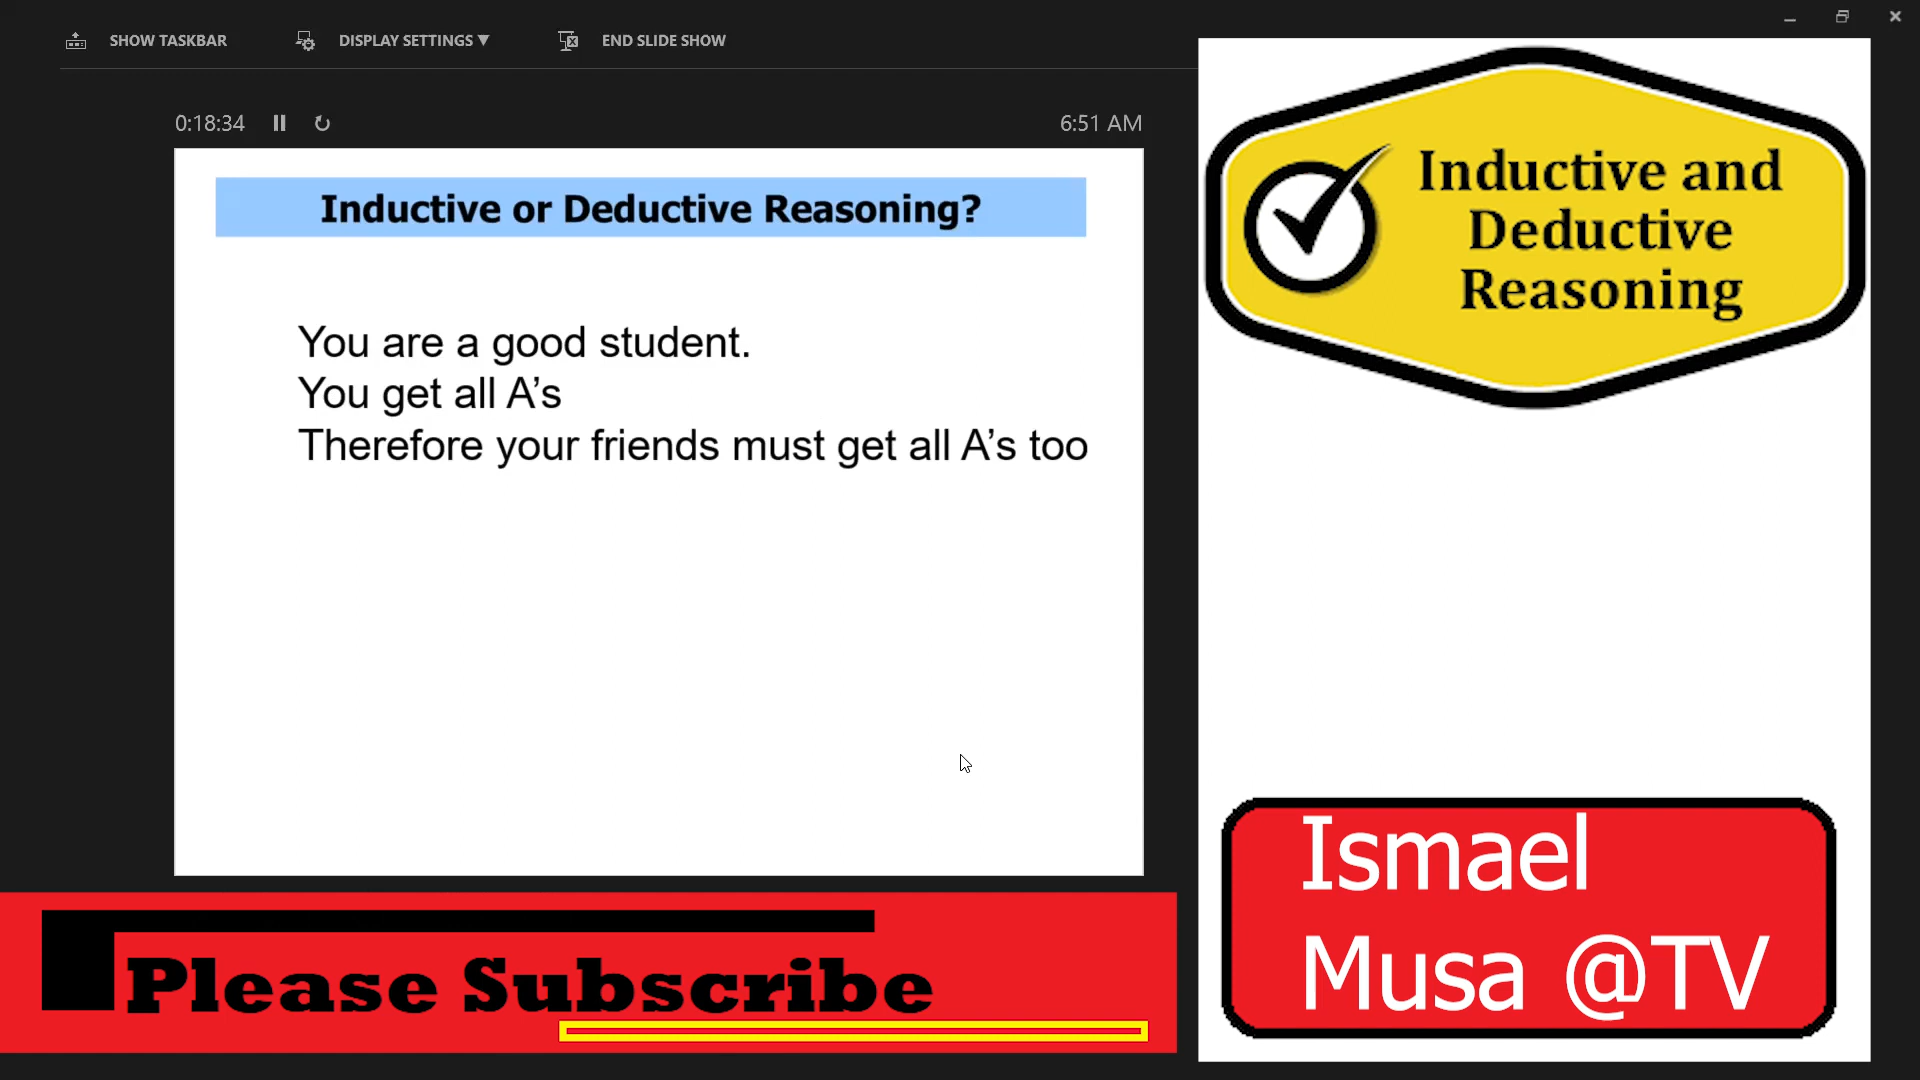 SHOW TASKBAR
DISPLAY SETTINGS ▼
END SLIDE SHOW
0:18:34
6:51 AM
Inductive or Deductive Reasoning?
You are a good student.
You get all A’s
Therefore your friends must get all A’s too
Inductive and
Deductive
Reasoning
Please Subscribe
Ismael
Musa @TV